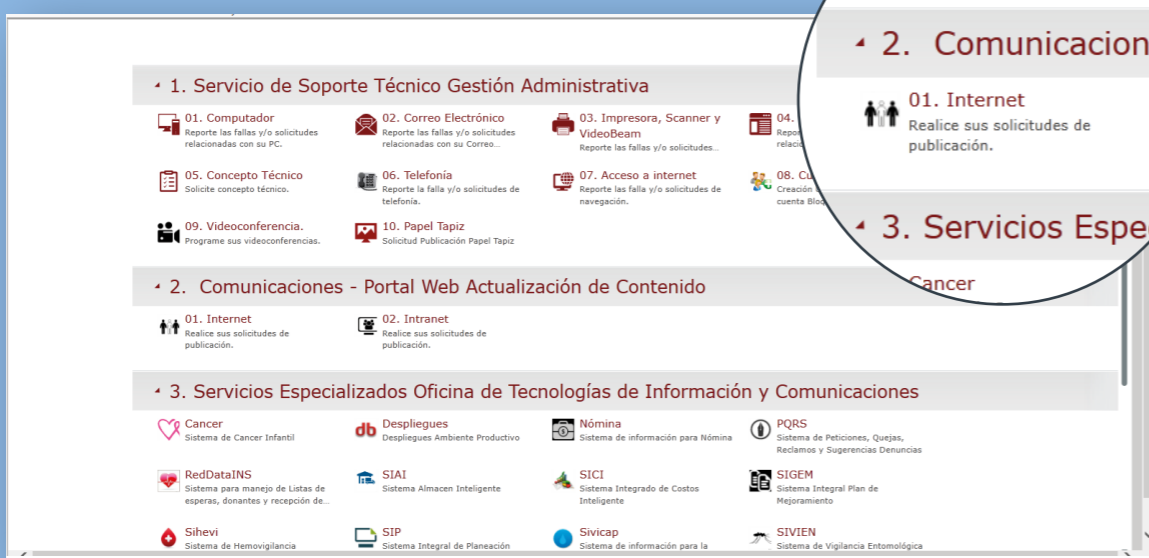 1. Servicio de Soporte Técnico Gestión Administrativa
01. Computador
Reporte las fallas y/o solicitudes
relacionadas con su PC.
02. Correo Electrónico
Reporte las fallas y/o solicitudes
relacionadas con su Correo...
03. Impresora, Scanner y
VideoBeam
Reporte las fallas y/o solicitudes...
04.
05. Concepto Técnico
Solicite concepto técnico.
06. Telefonía
Reporte la falla y/o solicitudes de
telefonía.
07. Acceso a internet
Reporte las fallas y/o solicitudes de
navegación.
08.
Creación
cuenta
09. Videoconferencia.
Programe sus videoconferencias.
10. Papel Tapiz
Solicitud Publicación Papel Tapiz
2. Comunicaciones - Portal Web Actualización de Contenido
01. Internet
Realice sus solicitudes de
publicación.
02. Intranet
Realice sus solicitudes de
publicación.
3. Servicios Especializados Oficina de Tecnologías de Información y Comunicaciones
Cancer
Sistema de Cancer Infantil
db Despliegues
Despliegues Ambiente Productivo
Nómina
Sistema de información para Nómina
PQRS
Sistema de Peticiones, Quejas,
Reclamos y Sugerencias Denuncias
RedDataINS
Sistema para manejo de Listas de
esperas, donantes y recepción de...
SIAI
Sistema Almacen Inteligente
SICI
Sistema Integrado de Costos
Inteligente
SIGEM
Sistema Integral Plan de
Mejoramiento
Sihevi
Sistema de Hemovigilancia
SIP
Sistema Integral de Planeación
Sivicap
Sistema de información para la
SIVIEN
Sistema de Vigilancia Entomológica
2. Comunicacion
01. Internet
Realice sus solicitudes de
publicación.
3. Servicios Espe
Cancer